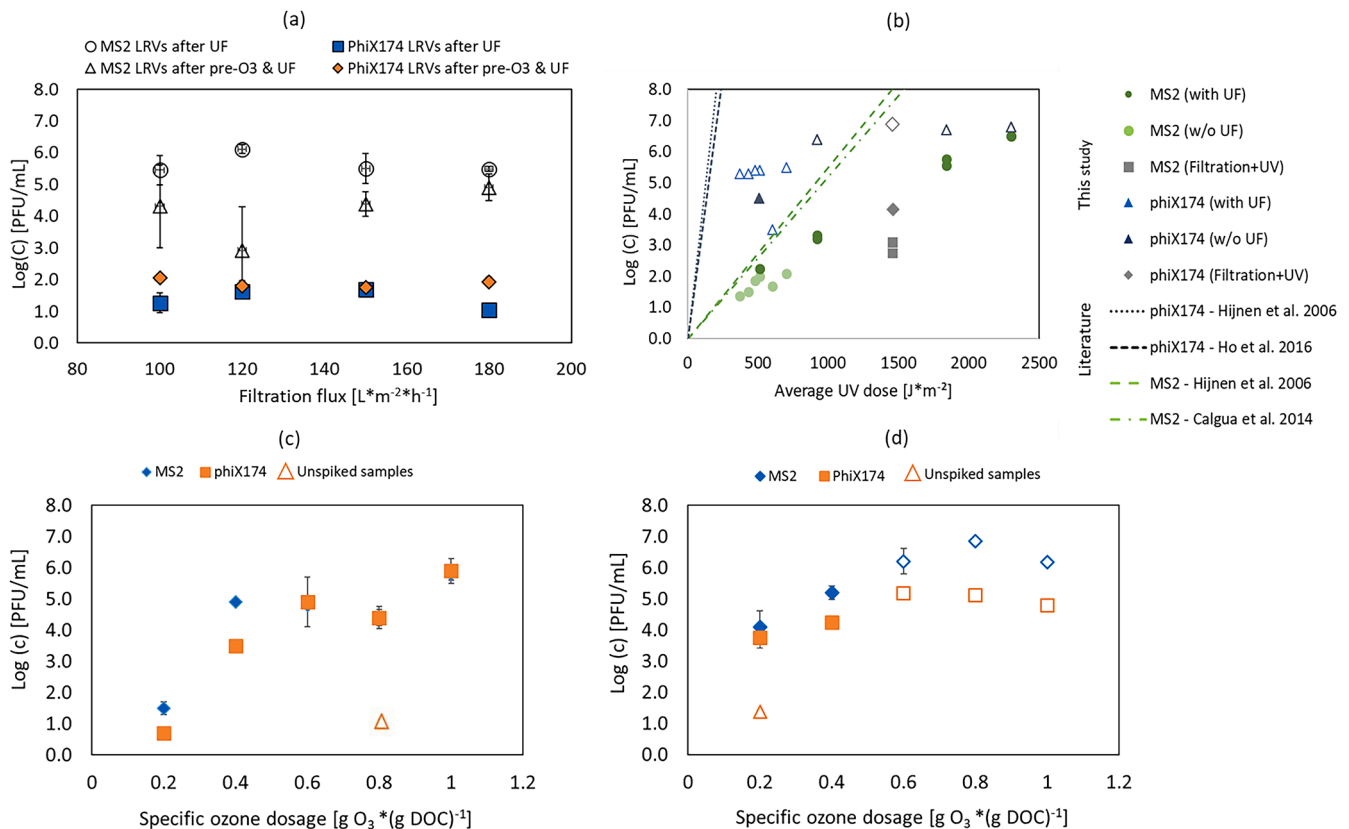 (a)
MS2 LRVs after UF
PhiX174 LRVs after UF
MS2 LRVs after pre-O3 & UF
PhiX174 LRVs after pre-O3 & UF
Log(C) [PFU/mL]
8.0
7.0
6.0
5.0
4.0
3.0
2.0
1.0
0.0
80
100
120
140
160
180
200
Filtration flux [L*m⁻²*h⁻¹]
(b)
Log (C) [PFU/mL]
8.0
7.0
6.0
5.0
4.0
3.0
2.0
1.0
0.0
0
500
1000
1500
2000
2500
Average UV dose [J*m⁻²]
This study
MS2 (with UF)
MS2 (w/o UF)
MS2 (Filtration+UV)
phiX174 (with UF)
phiX174 (w/o UF)
phiX174 (Filtration+UV)
Literature
phiX174 - Hijnen et al. 2006
phiX174 - Ho et al. 2016
MS2 - Hijnen et al. 2006
MS2 - Calgua et al. 2014
(c)
MS2
phiX174
Unspiked samples
Log (c) [PFU/mL]
8.0
7.0
6.0
5.0
4.0
3.0
2.0
1.0
0.0
0
0.2
0.4
0.6
0.8
1
1.2
Specific ozone dosage [g O₃ *(g DOC)⁻¹]
(d)
MS2
PhiX174
Unspiked samples
Log (c) [PFU/mL]
8.0
7.0
6.0
5.0
4.0
3.0
2.0
1.0
0.0
0
0.2
0.4
0.6
0.8
1
1.2
Specific ozone dosage [g O₃ *(g DOC)⁻¹]